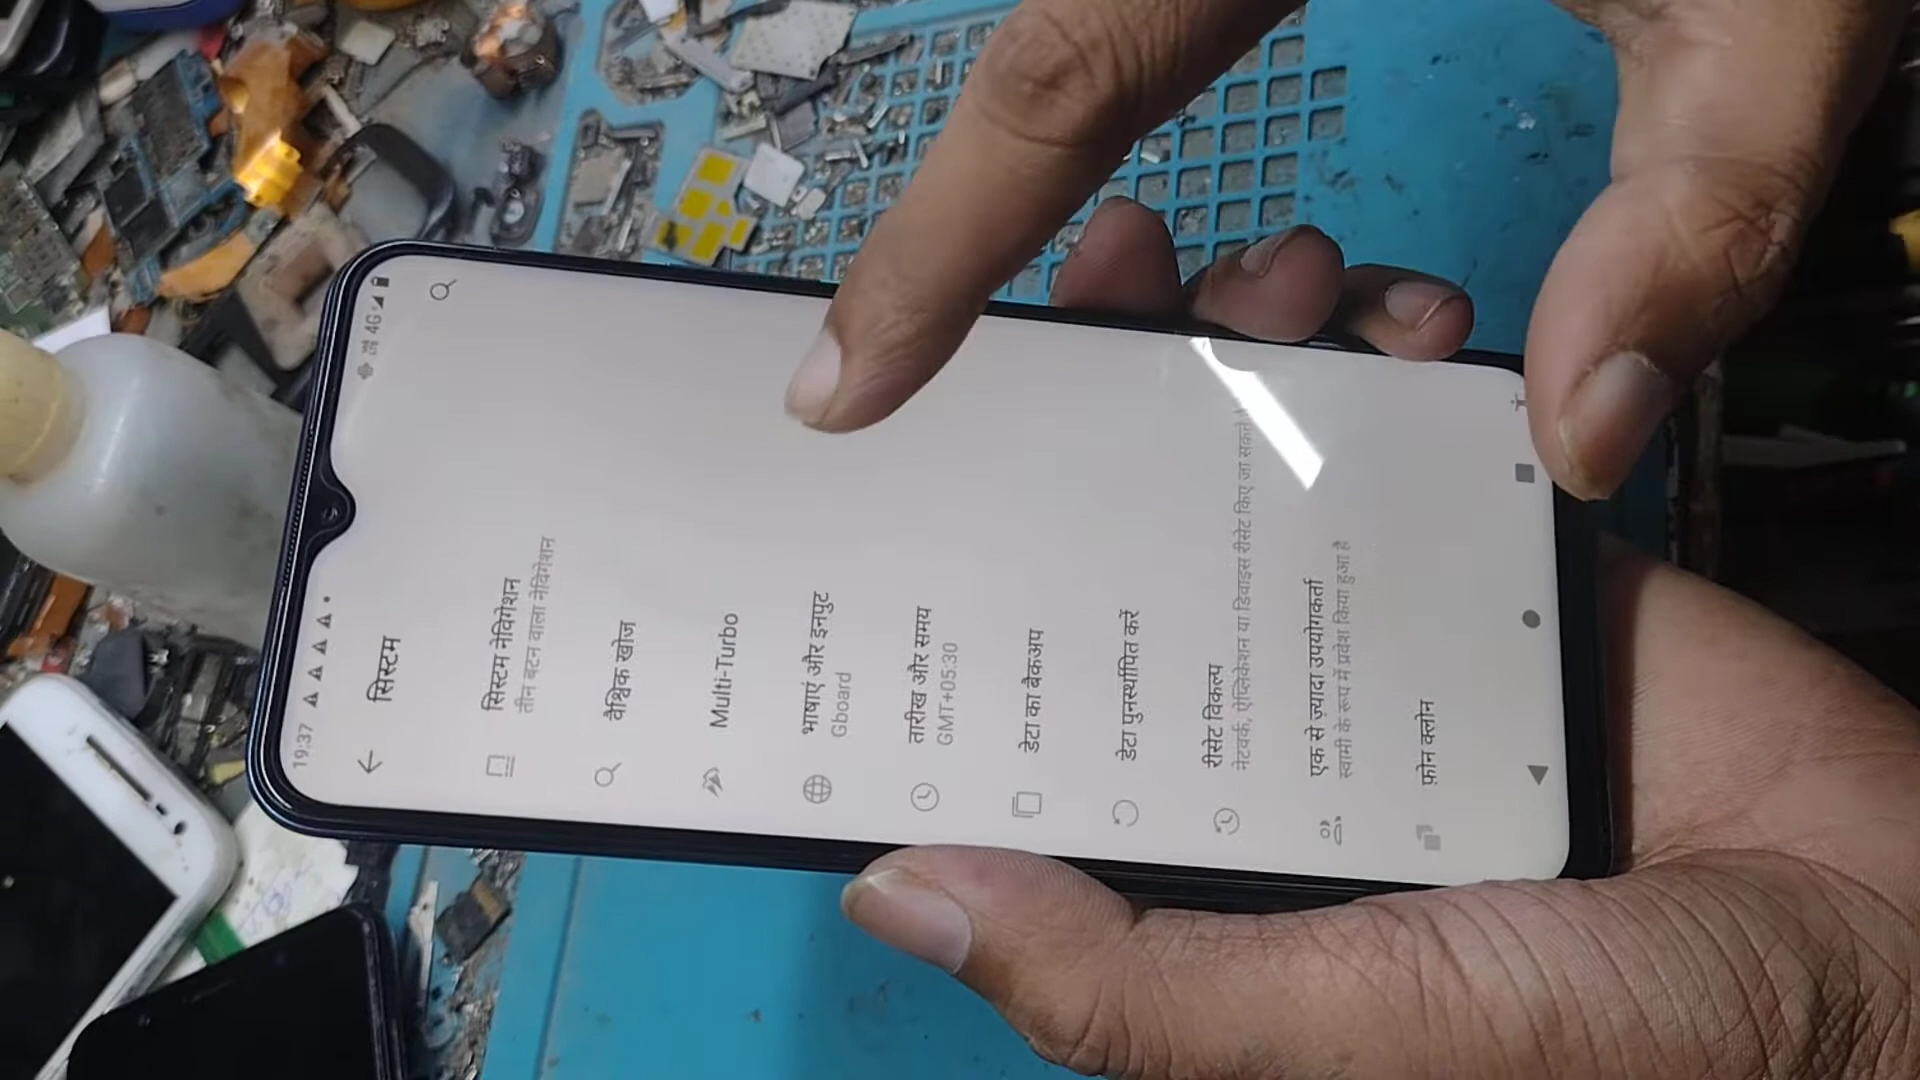 19:37
4G
सिस्टम
सिस्टम नेविगेशन
तीन बटन वाला नेविगेशन
वैश्विक खोज
Multi-Turbo
भाषाएं और इनपुट
Gboard
तारीख और समय
GMT+05:30
डेटा का बैकअप
डेटा पुनर्स्थापित करें
रीसेट विकल्प
नेटवर्क, ऐप्लिकेशन या डिवाइस रीसेट किए जा सकते
एक से ज़्यादा उपयोगकर्ता
स्वामी के रूप में प्रवेश किया हुआ है
फ़ोन क्लोन